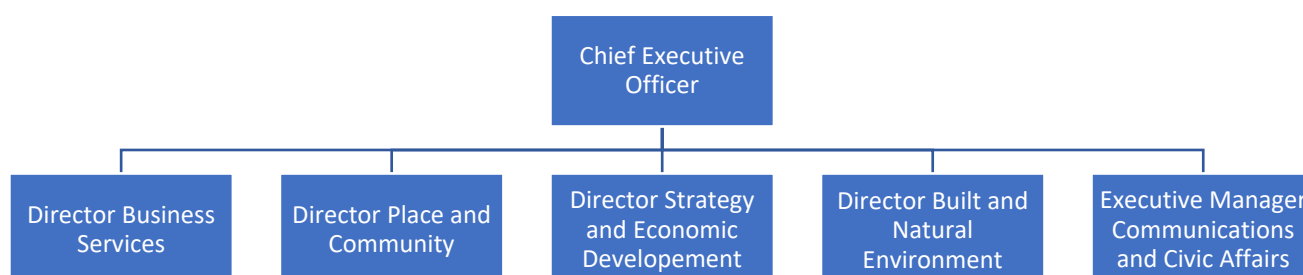 Chief Executive
Officer
Director Business
Services
Director Place and
Community
Director Strategy
and Economic
Developement
Director Built and
Natural
Environment
Executive Manager
Communications
and Civic Affairs